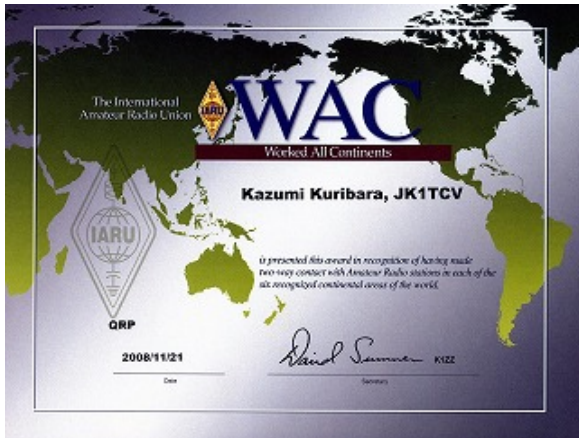 The International
Amateur Radio Union
IARU
WAC
Worked All Continents
Kazumi Kuribara, JK1TCV
IARU
is presented this award in recognition of having made
two-way contact with Amateur Radio stations in each of the
six recognized continental areas of the world.
QRP
2008/11/21
David Sumner K1ZZ
Date
Secretary